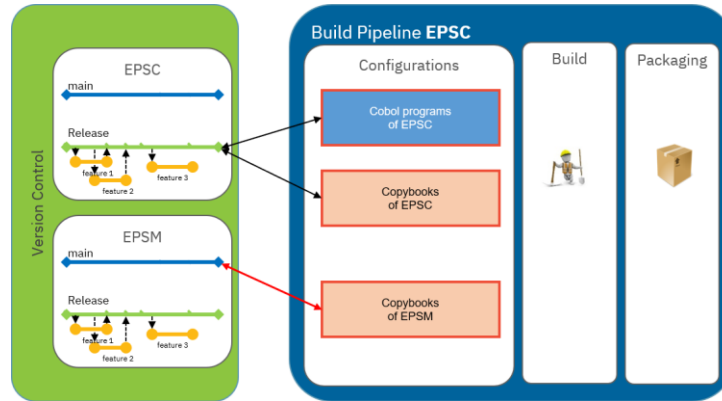 Version Control
EPSC
main
Release
feature 1
feature 2
feature 3
EPSM
main
Release
feature 1
feature 2
feature 3
Build Pipeline EPSC
Configurations
Cobol programs
of EPSC
Copybooks
of EPSC
Copybooks
of EPSM
Build
Packaging